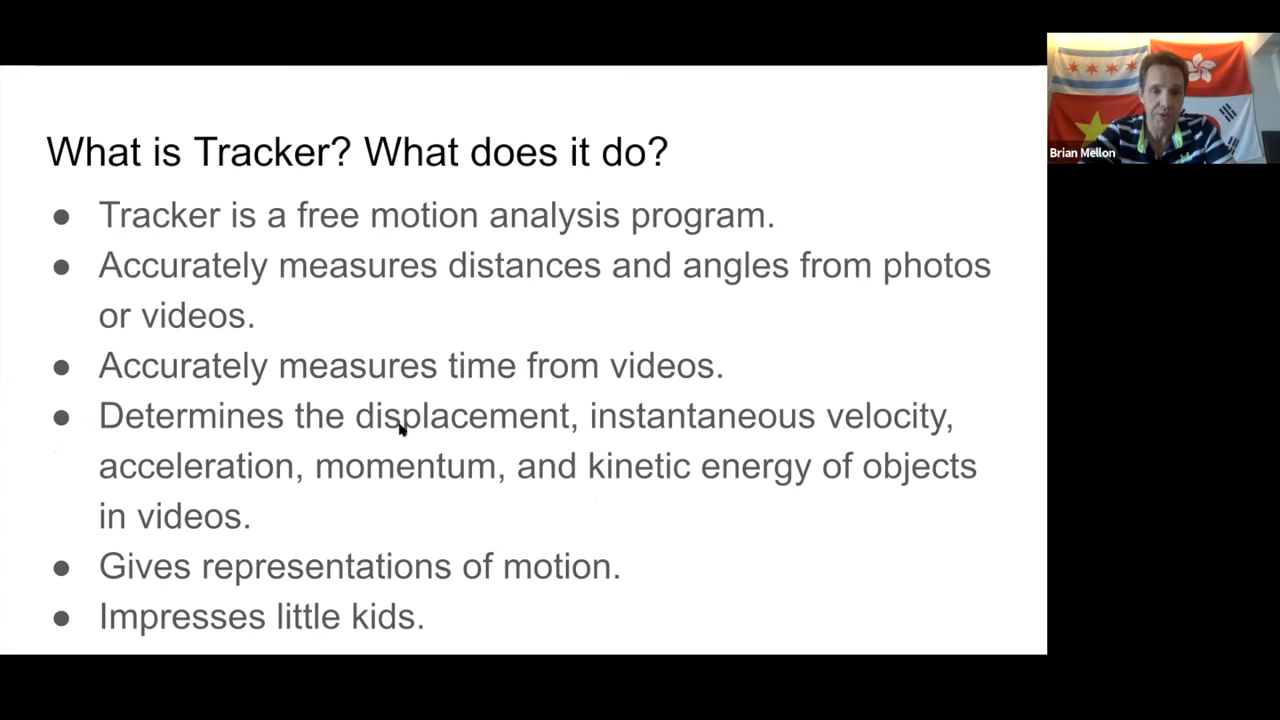 What is Tracker? What does it do?
● Tracker is a free motion analysis program.
● Accurately measures distances and angles from photos
or videos.
● Accurately measures time from videos.
● Determines the displacement, instantaneous velocity,
acceleration, momentum, and kinetic energy of objects
in videos.
● Gives representations of motion.
● Impresses little kids.
Brian Mellon